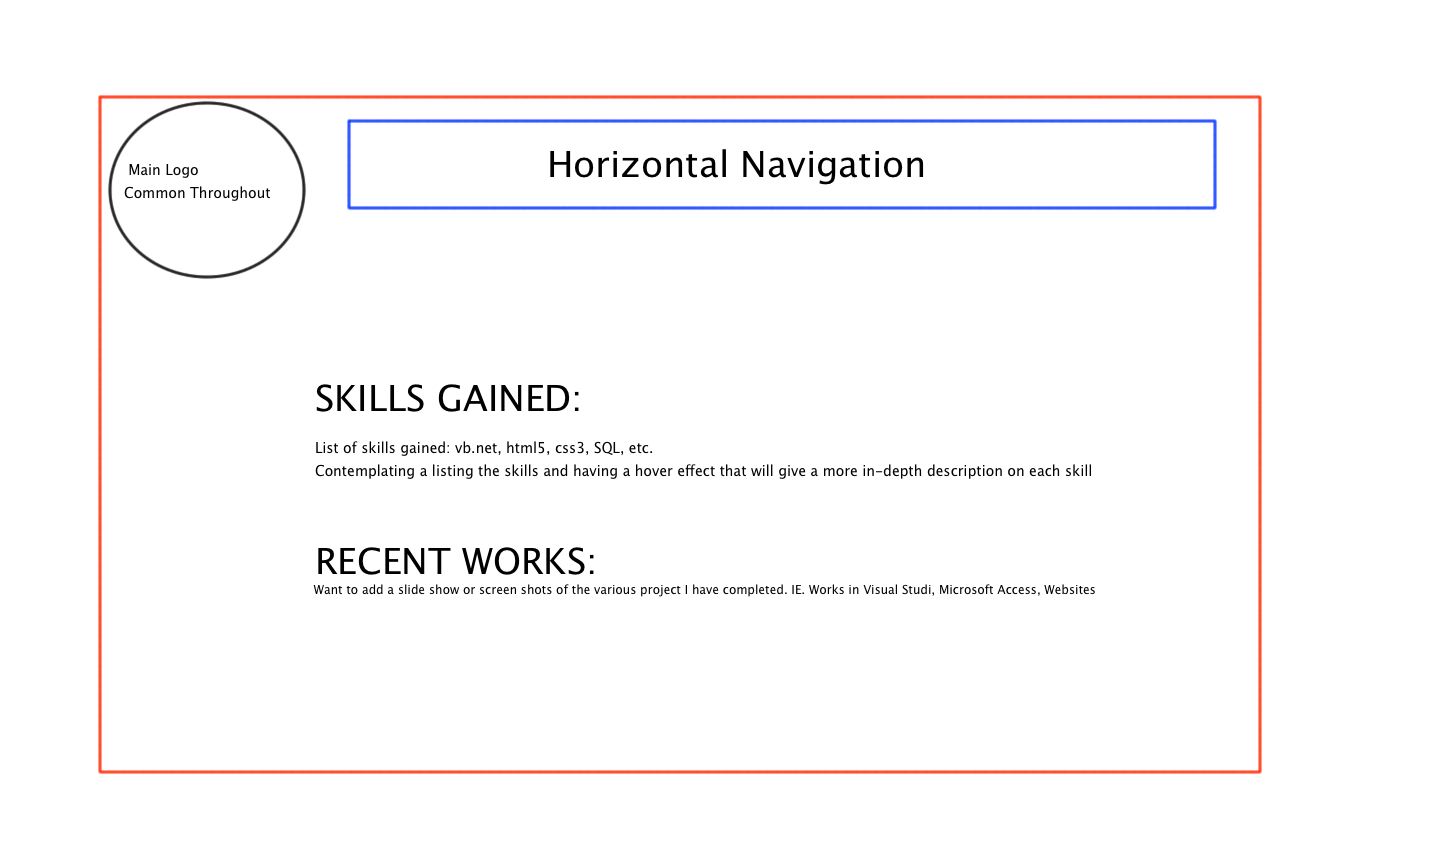 Main Logo
Common Throughout
Horizontal Navigation
SKILLS GAINED:
List of skills gained: vb.net, html5, css3, SQL, etc.
Contemplating a listing the skills and having a hover effect that will give a more in-depth description on each skill
RECENT WORKS:
Want to add a slide show or screen shots of the various project I have completed. IE. Works in Visual Studi, Microsoft Access, Websites